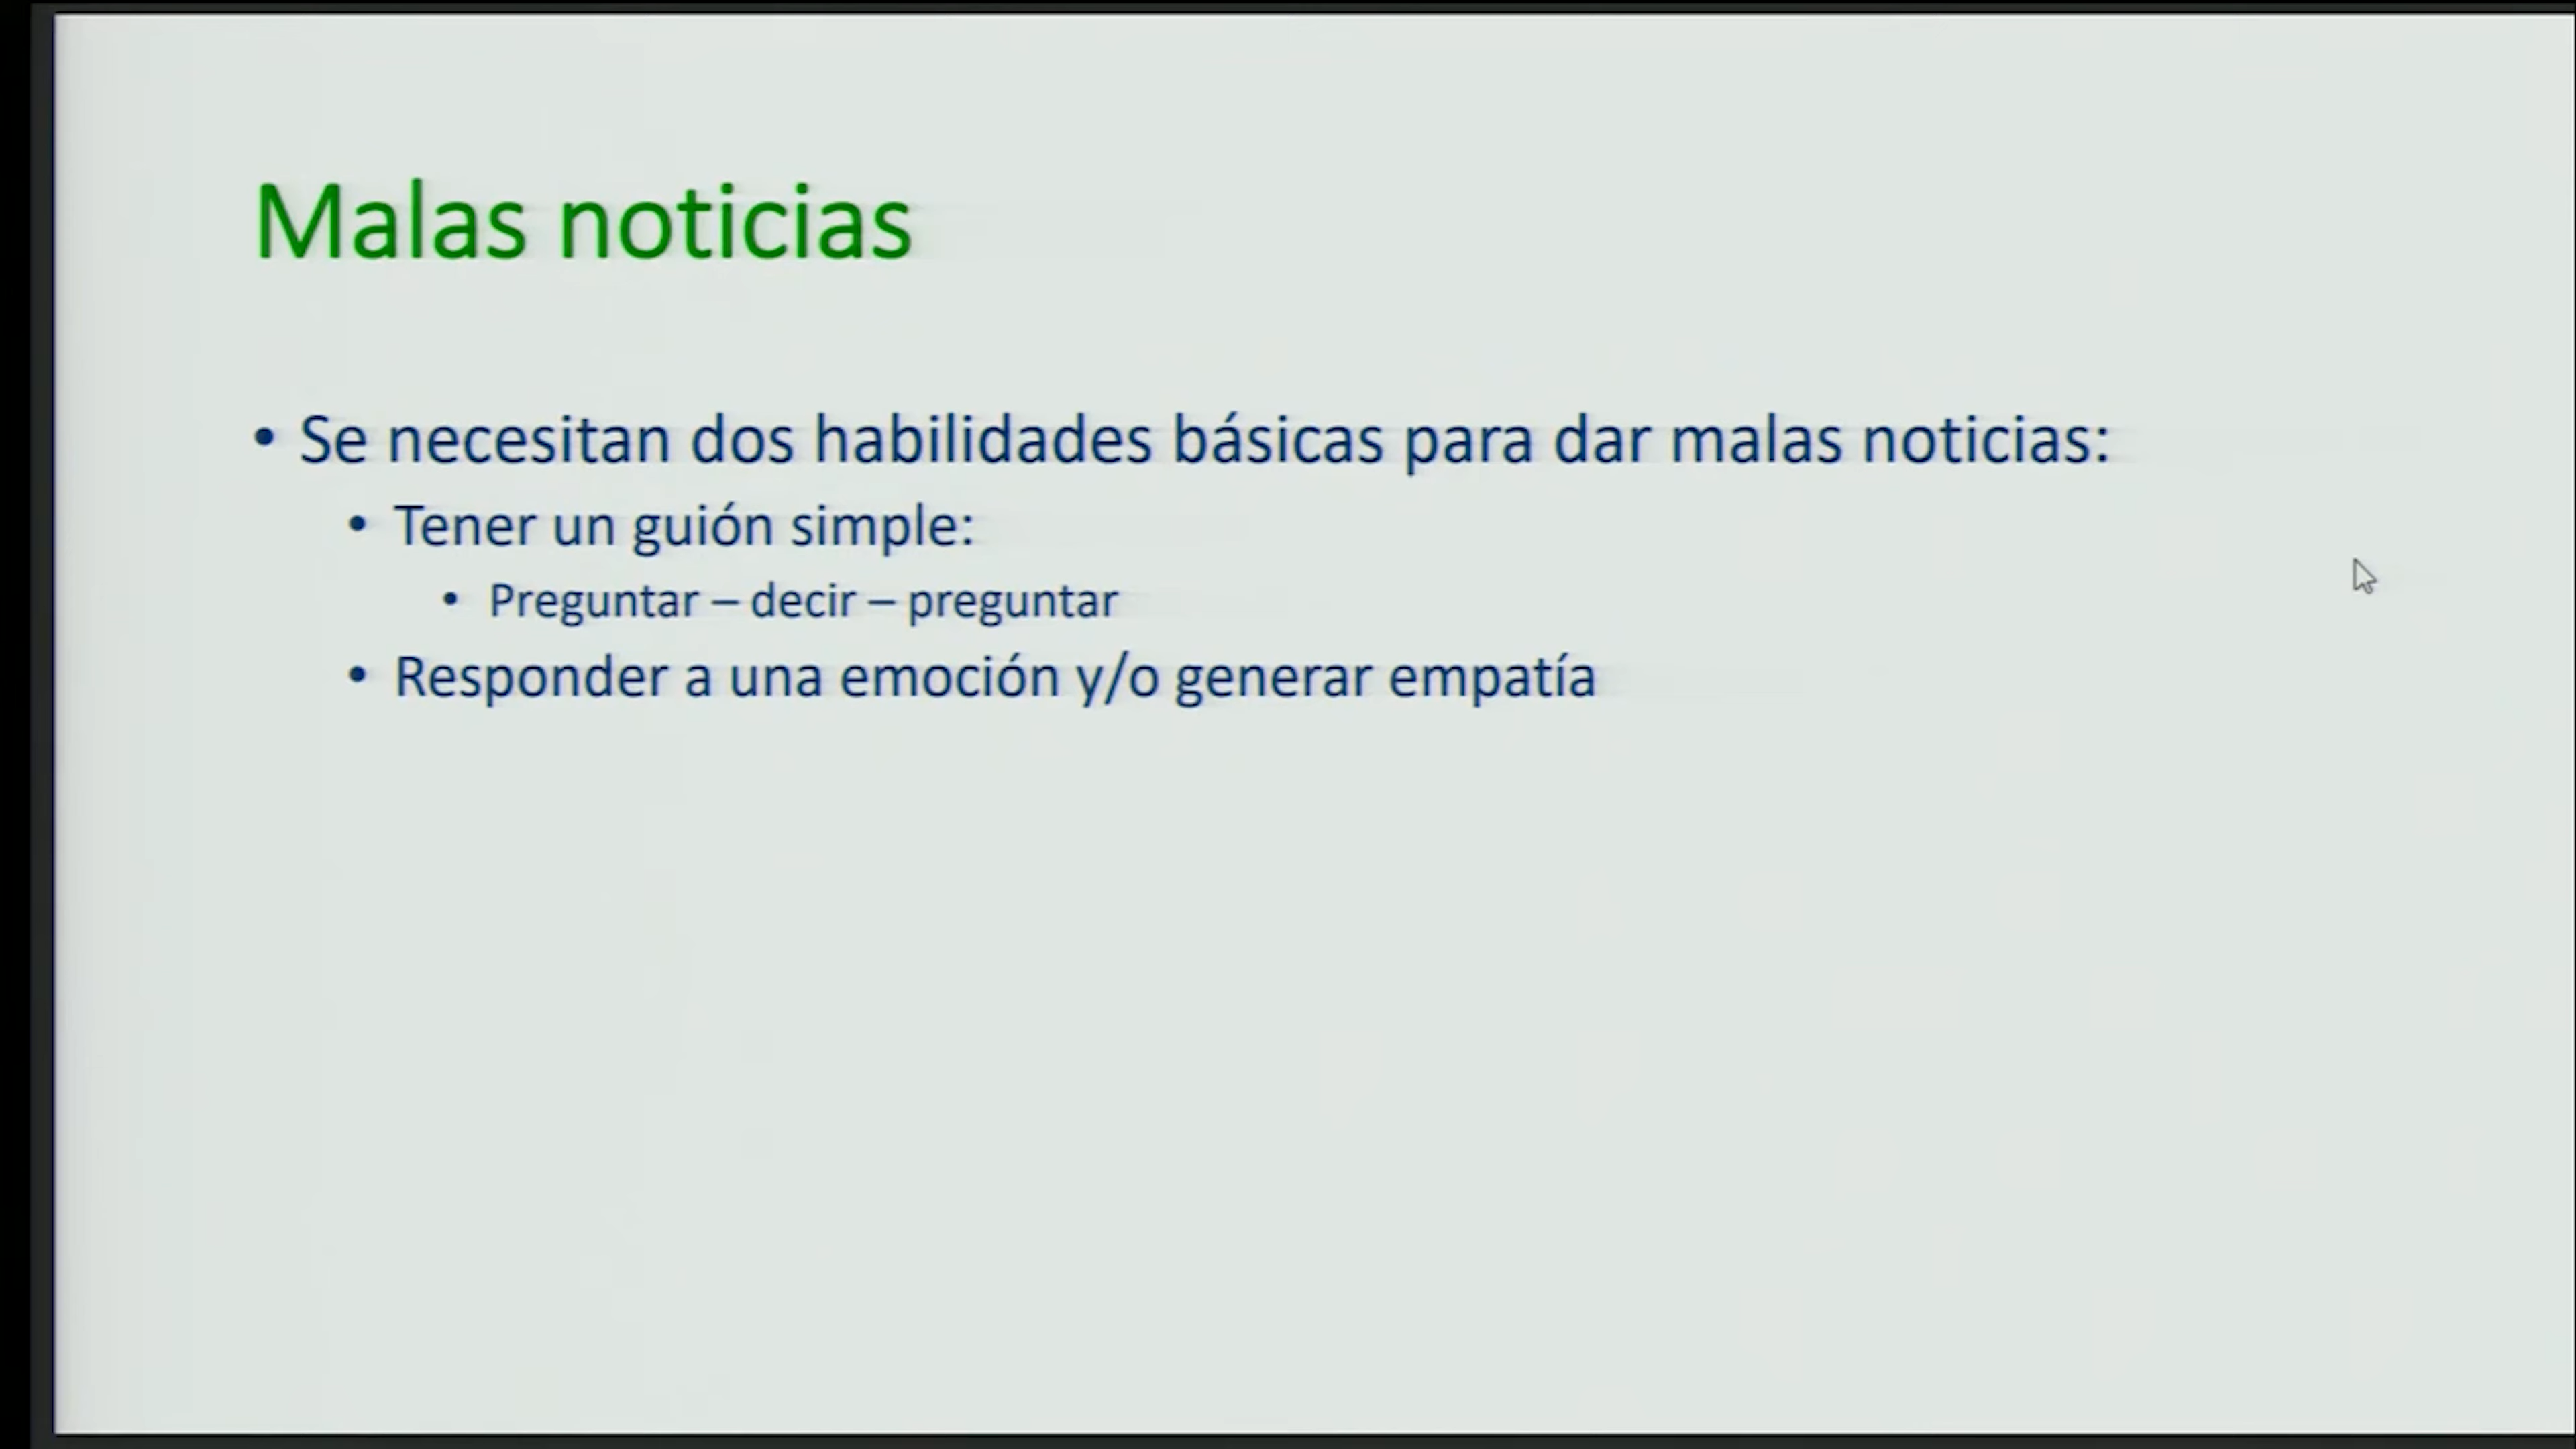 Malas noticias
• Se necesitan dos habilidades básicas para dar malas noticias:
• Tener un guión simple:
• Preguntar – decir – preguntar
• Responder a una emoción y/o generar empatía